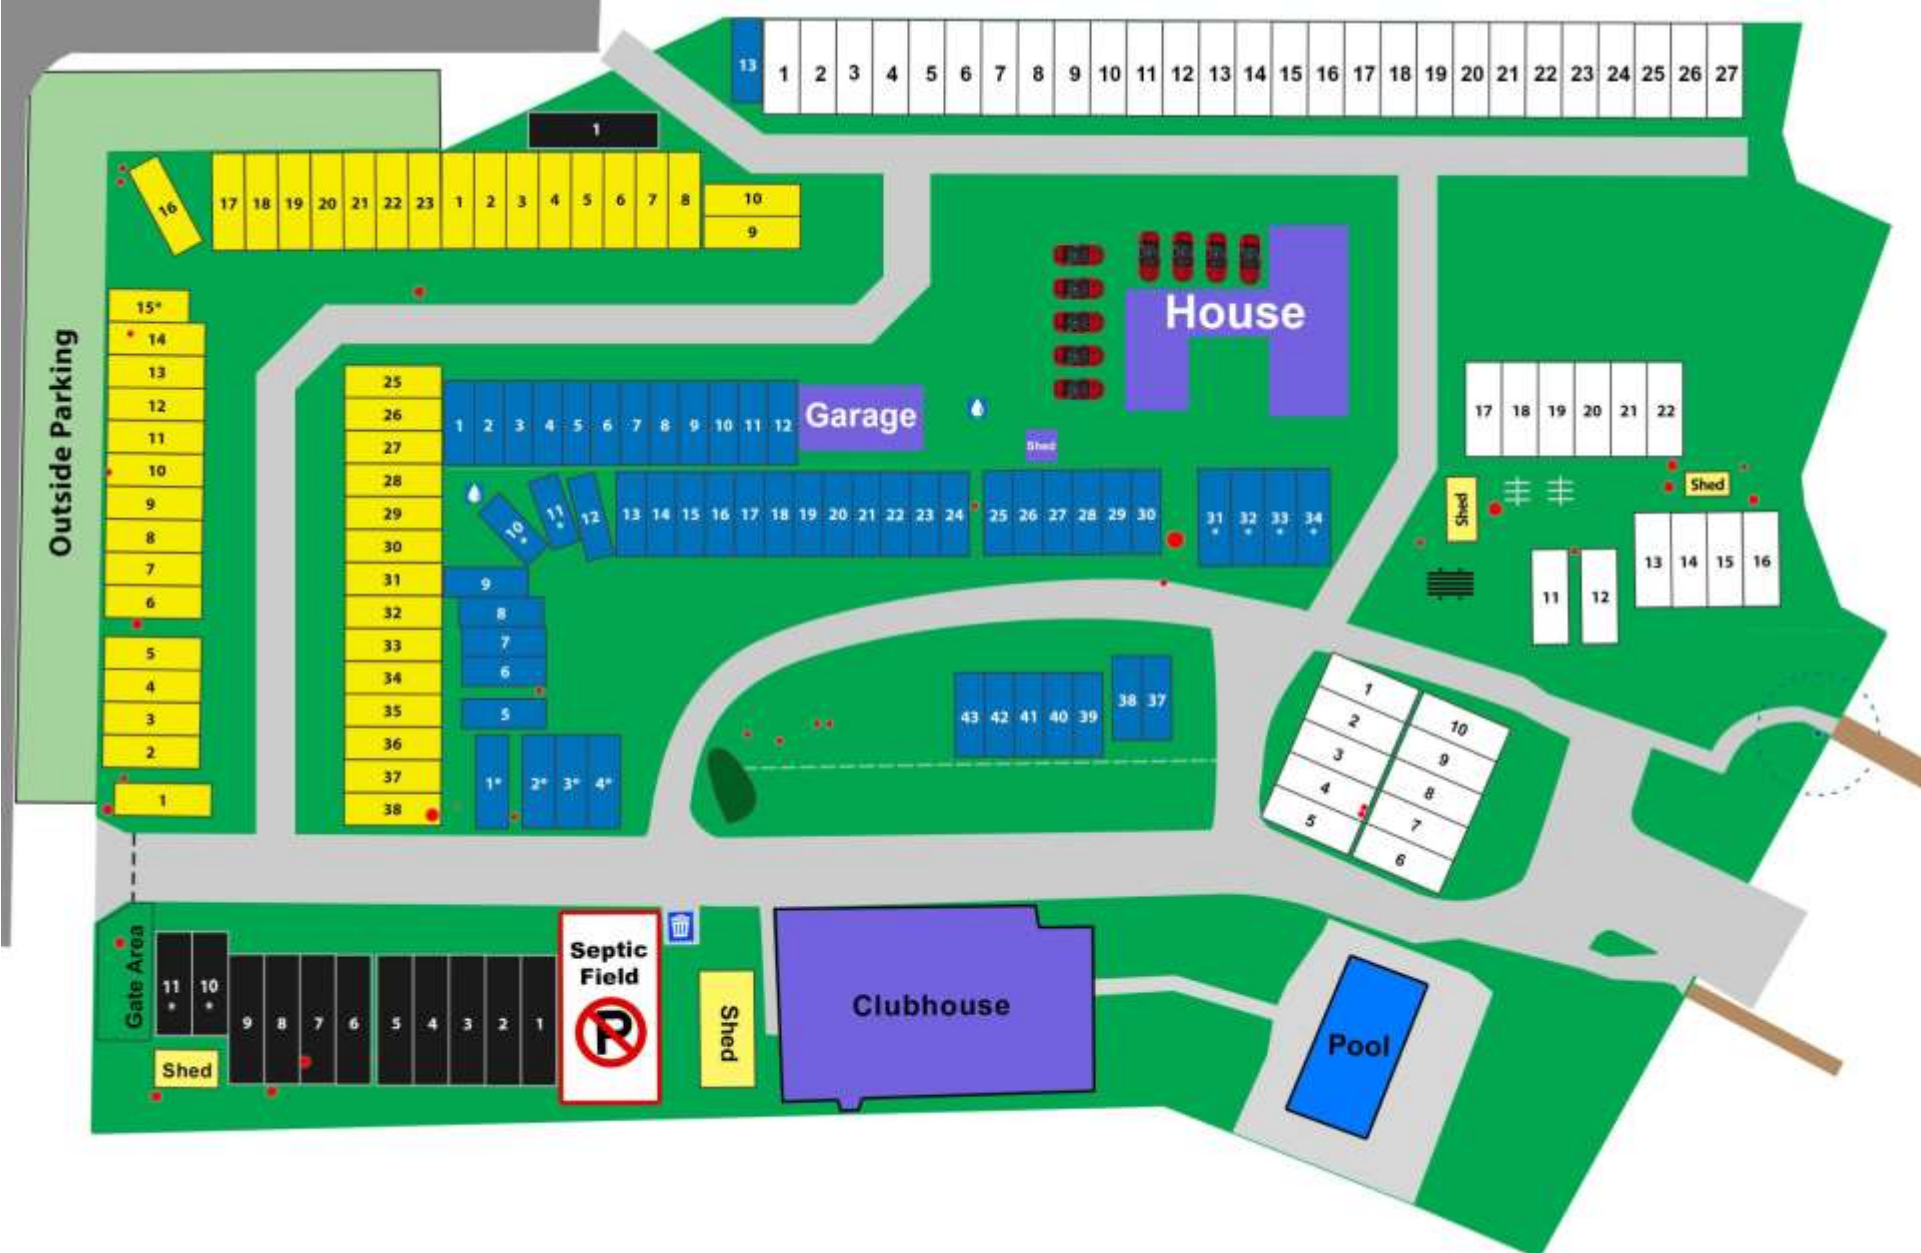 13 1 2 3 4 5 6 7 8 9 10 11 12 13 14 15 16 17 18 19 20 21 22 23 24 25 26 27
1
16 17 18 19 20 21 22 23 1 2 3 4 5 6 7 8
10
9
House
Outside Parking
15*
14
13
12
11
10
9
8
7
6
5
4
3
2
1
25
26
27
28
29
30
31
32
33
34
35
36
37
38
1 2 3 4 5 6 7 8 9 10 11 12
Garage
Shed
10* 11* 12 13 14 15 16 17 18 19 20 21 22 23 24
25 26 27 28 29 30
31 32 33 34
* * * *
9
8
7
6
5
1* 2* 3* 4*
43 42 41 40 39
38 37
17 18 19 20 21 22
Shed
Shed
13 14 15 16
11 12
1
2
3
4
5
10
9
8
7
6
Gate Area
11 10
* *
9 8 7 6 5 4 3 2 1
Shed
Septic
Field
P
Shed
Clubhouse
Pool